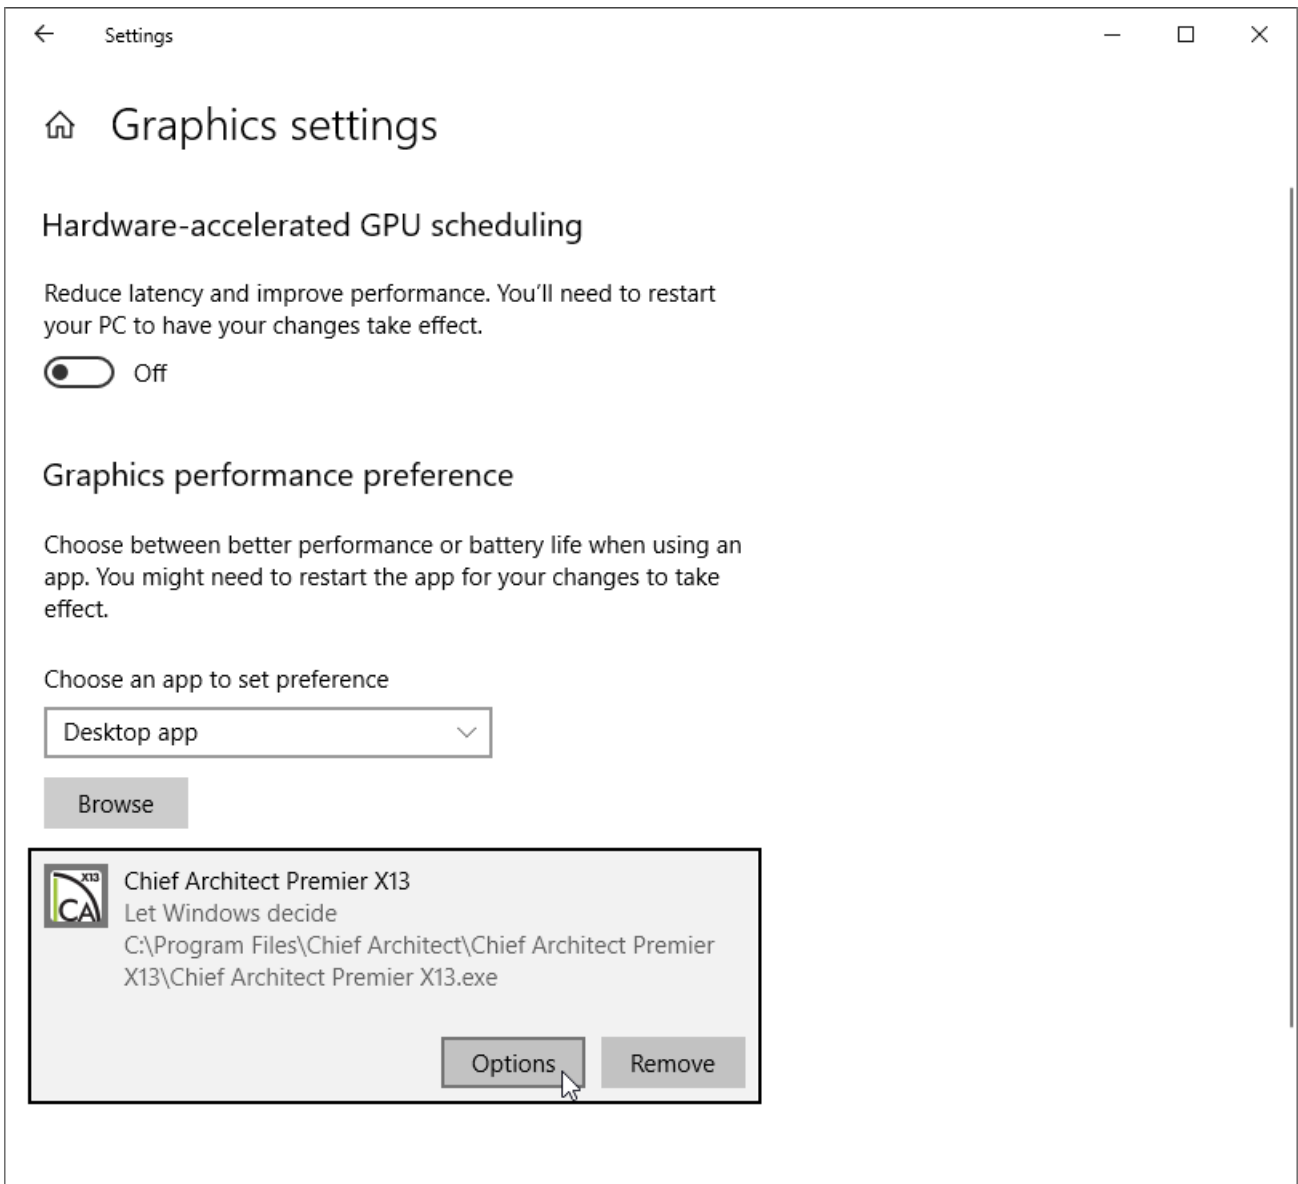 Settings
Graphics settings
Hardware-accelerated GPU scheduling
Reduce latency and improve performance. You'll need to restart
your PC to have your changes take effect.
Off
Graphics performance preference
Choose between better performance or battery life when using an
app. You might need to restart the app for your changes to take
effect.
Choose an app to set preference
Desktop app
Browse
X13
CA
Chief Architect Premier X13
Let Windows decide
C:\Program Files\Chief Architect\Chief Architect Premier
X13\Chief Architect Premier X13.exe
Options
Remove